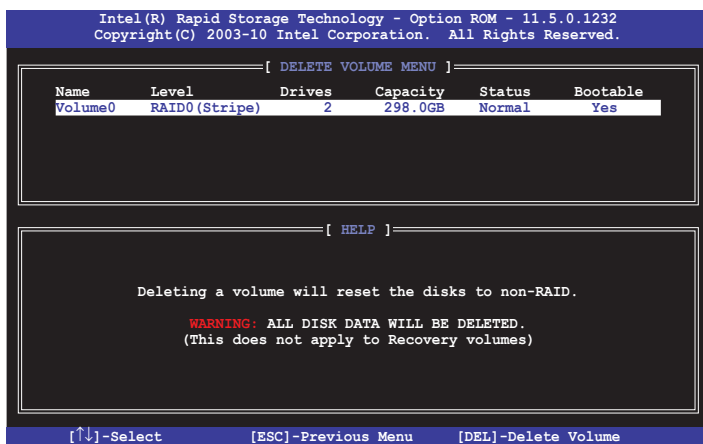 Intel(R) Rapid Storage Technology - Option ROM - 11.5.0.1232
Copyright(C) 2003-10 Intel Corporation. All Rights Reserved.
[ DELETE VOLUME MENU ]
Name Level Drives Capacity Status Bootable
Volume0 RAID0(Stripe) 2 298.0GB Normal Yes
[ HELP ]
Deleting a volume will reset the disks to non-RAID.
WARNING: ALL DISK DATA WILL BE DELETED.
(This does not apply to Recovery volumes)
[↑↓]-Select [ESC]-Previous Menu [DEL]-Delete Volume